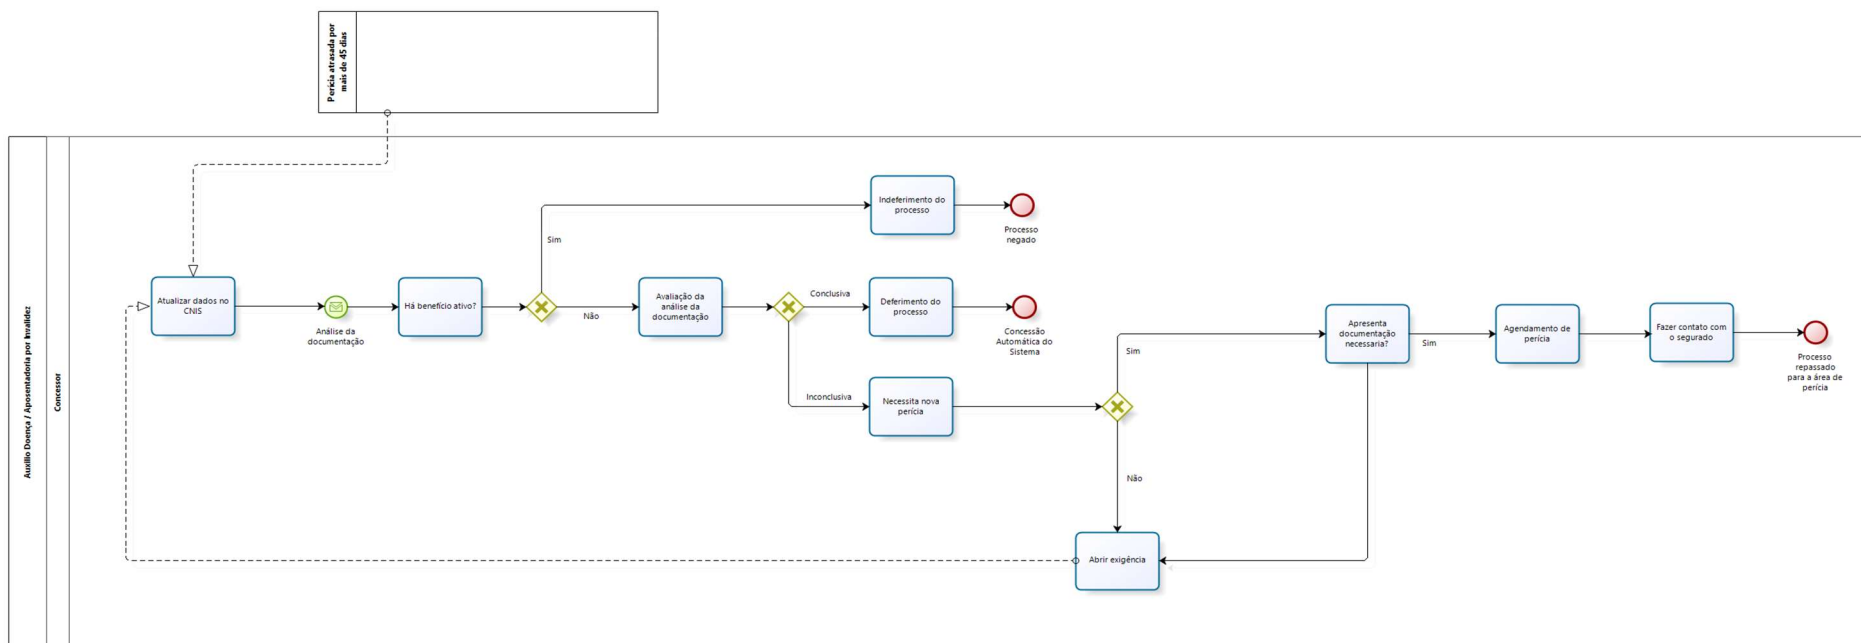 Perícia atrasada por
mais de 45 dias
Auxílio Doença / Aposentadoria por Invalidez
Concessor
Atualizar dados no
CNIS
Análise da
documentação
Há benefício ativo?
Sim
Não
Indeferimento do
processo
Processo
negado
Avaliação da
análise da
documentação
Conclusiva
Deferimento do
processo
Concessão
Automática do
Sistema
Inconclusiva
Necessita nova
perícia
Sim
Não
Abrir exigência
Apresenta
documentação
necessaria?
Sim
Agendamento de
perícia
Fazer contato com
o segurado
Processo
repassado
para a área de
perícia